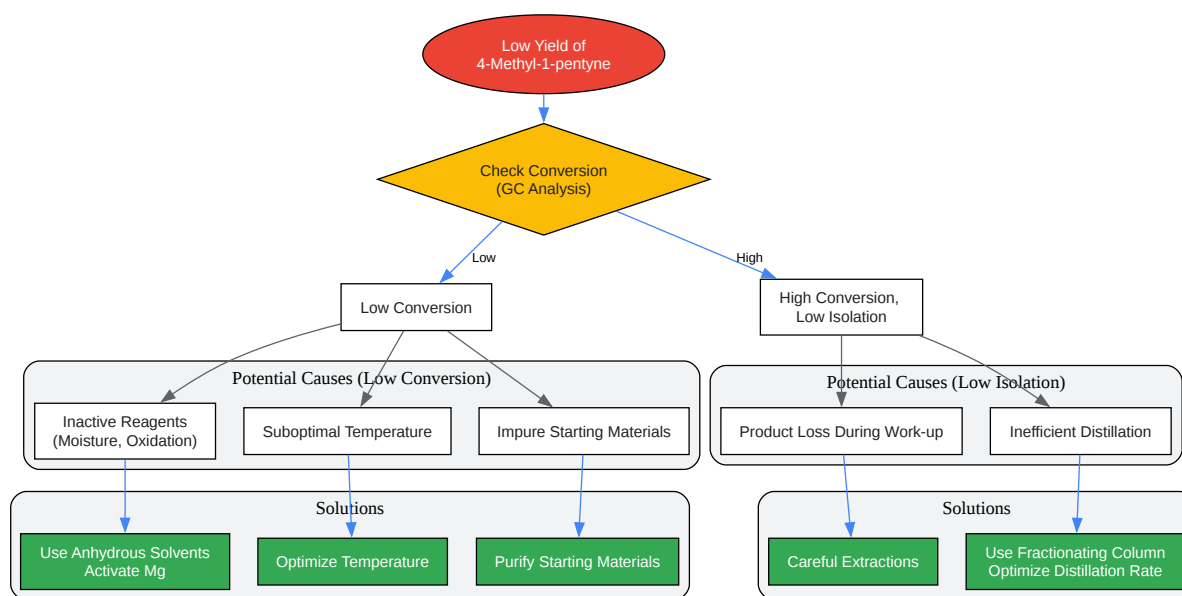 Low Yield of
4-Methyl-1-pentyne
Check Conversion
(GC Analysis)
Low
High
Low Conversion
High Conversion,
Low Isolation
Potential Causes (Low Conversion)
Potential Causes (Low Isolation)
Inactive Reagents
(Moisture, Oxidation)
Suboptimal Temperature
Impure Starting Materials
Product Loss During Work-up
Inefficient Distillation
Solutions
Solutions
Use Anhydrous Solvents
Activate Mg
Optimize Temperature
Purify Starting Materials
Careful Extractions
Use Fractionating Column
Optimize Distillation Rate